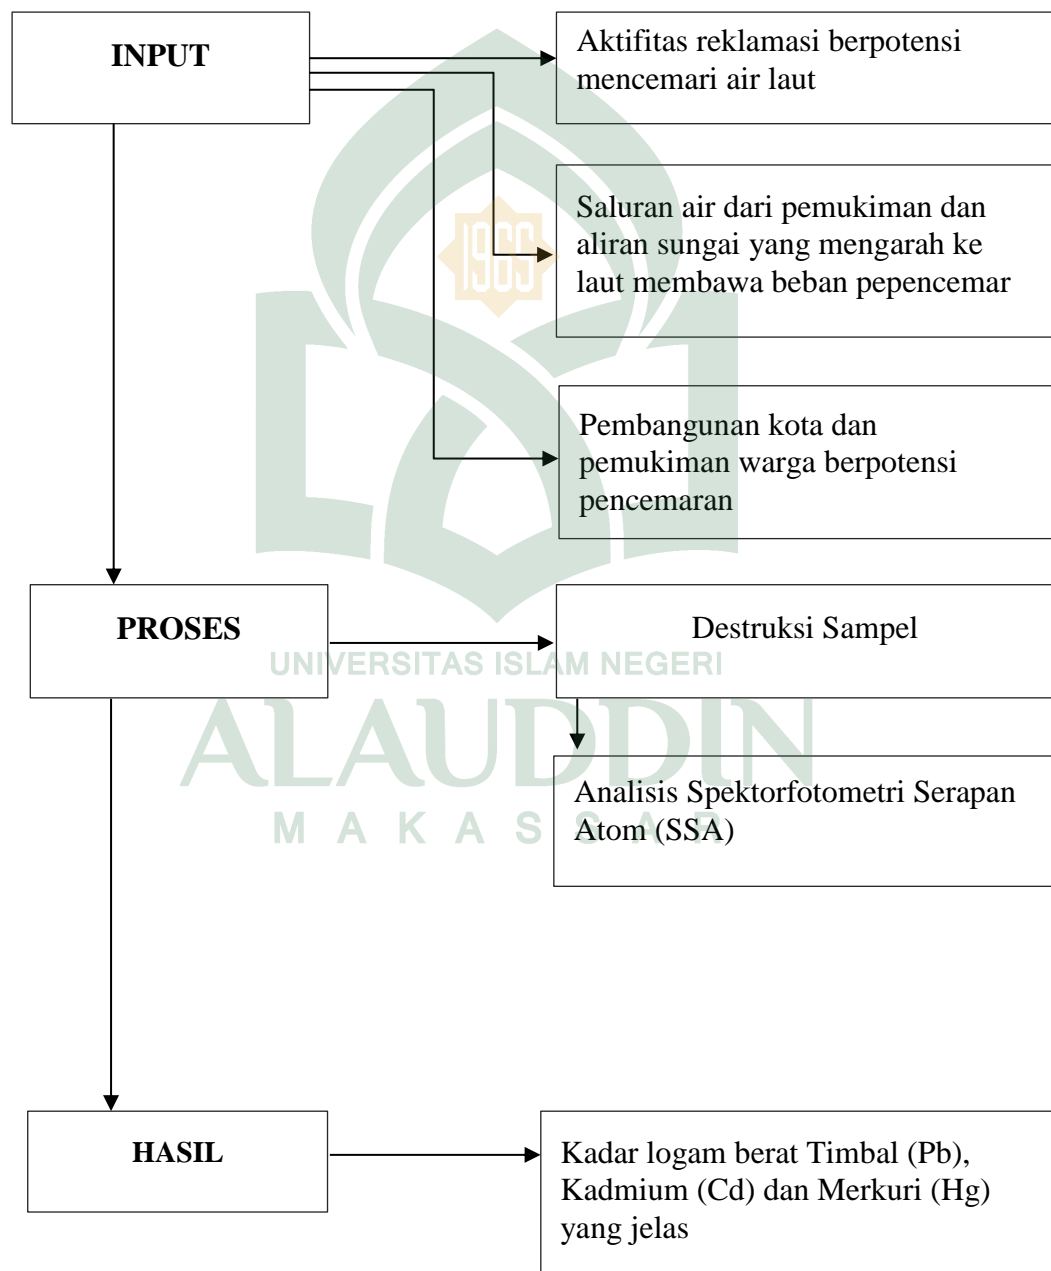 INPUT
Aktifitas reklamasi berpotensi
mencemari air laut
Saluran air dari pemukiman dan
aliran sungai yang mengarah ke
laut membawa beban pepencemar
1965
Pembangunan kota dan
pemukiman warga berpotensi
pencemaran
PROSES
Destruksi Sampel
UNIVERSITAS ISLAM NEGERI
ALAUDDIN
MAKASSAR
Analisis Spektorfotometri Serapan
Atom (SSA)
HASIL
Kadar logam berat Timbal (Pb),
Kadmium (Cd) dan Merkuri (Hg)
yang jelas